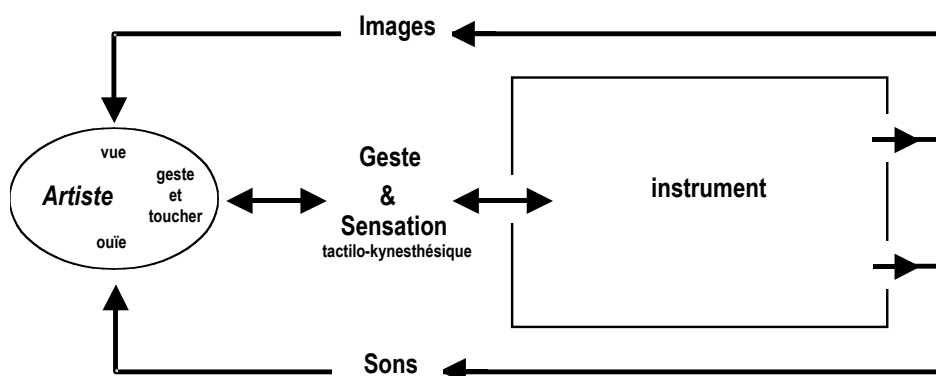 Images
vue
Artiste
geste
et
toucher
ouïe
Geste
&
Sensation
tactilo-kynesthésique
instrument
Sons